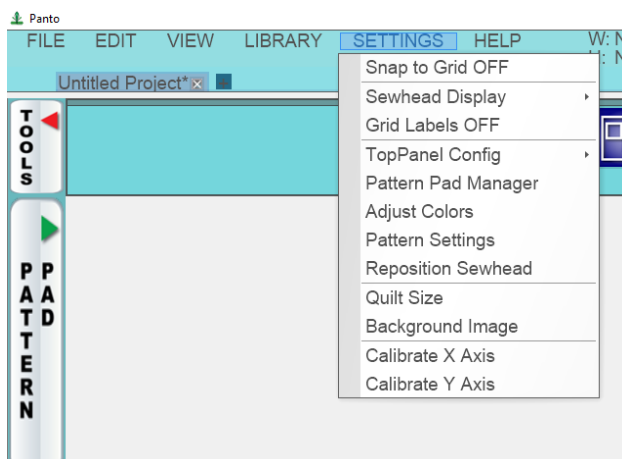 Panto
FILE EDIT VIEW LIBRARY SETTINGS HELP
W:
Untitled Project*
Snap to Grid OFF
Sewhead Display
Grid Labels OFF
TopPanel Config
Pattern Pad Manager
Adjust Colors
Pattern Settings
Reposition Sewhead
Quilt Size
Background Image
Calibrate X Axis
Calibrate Y Axis
TOOLS
PATTERN PAD